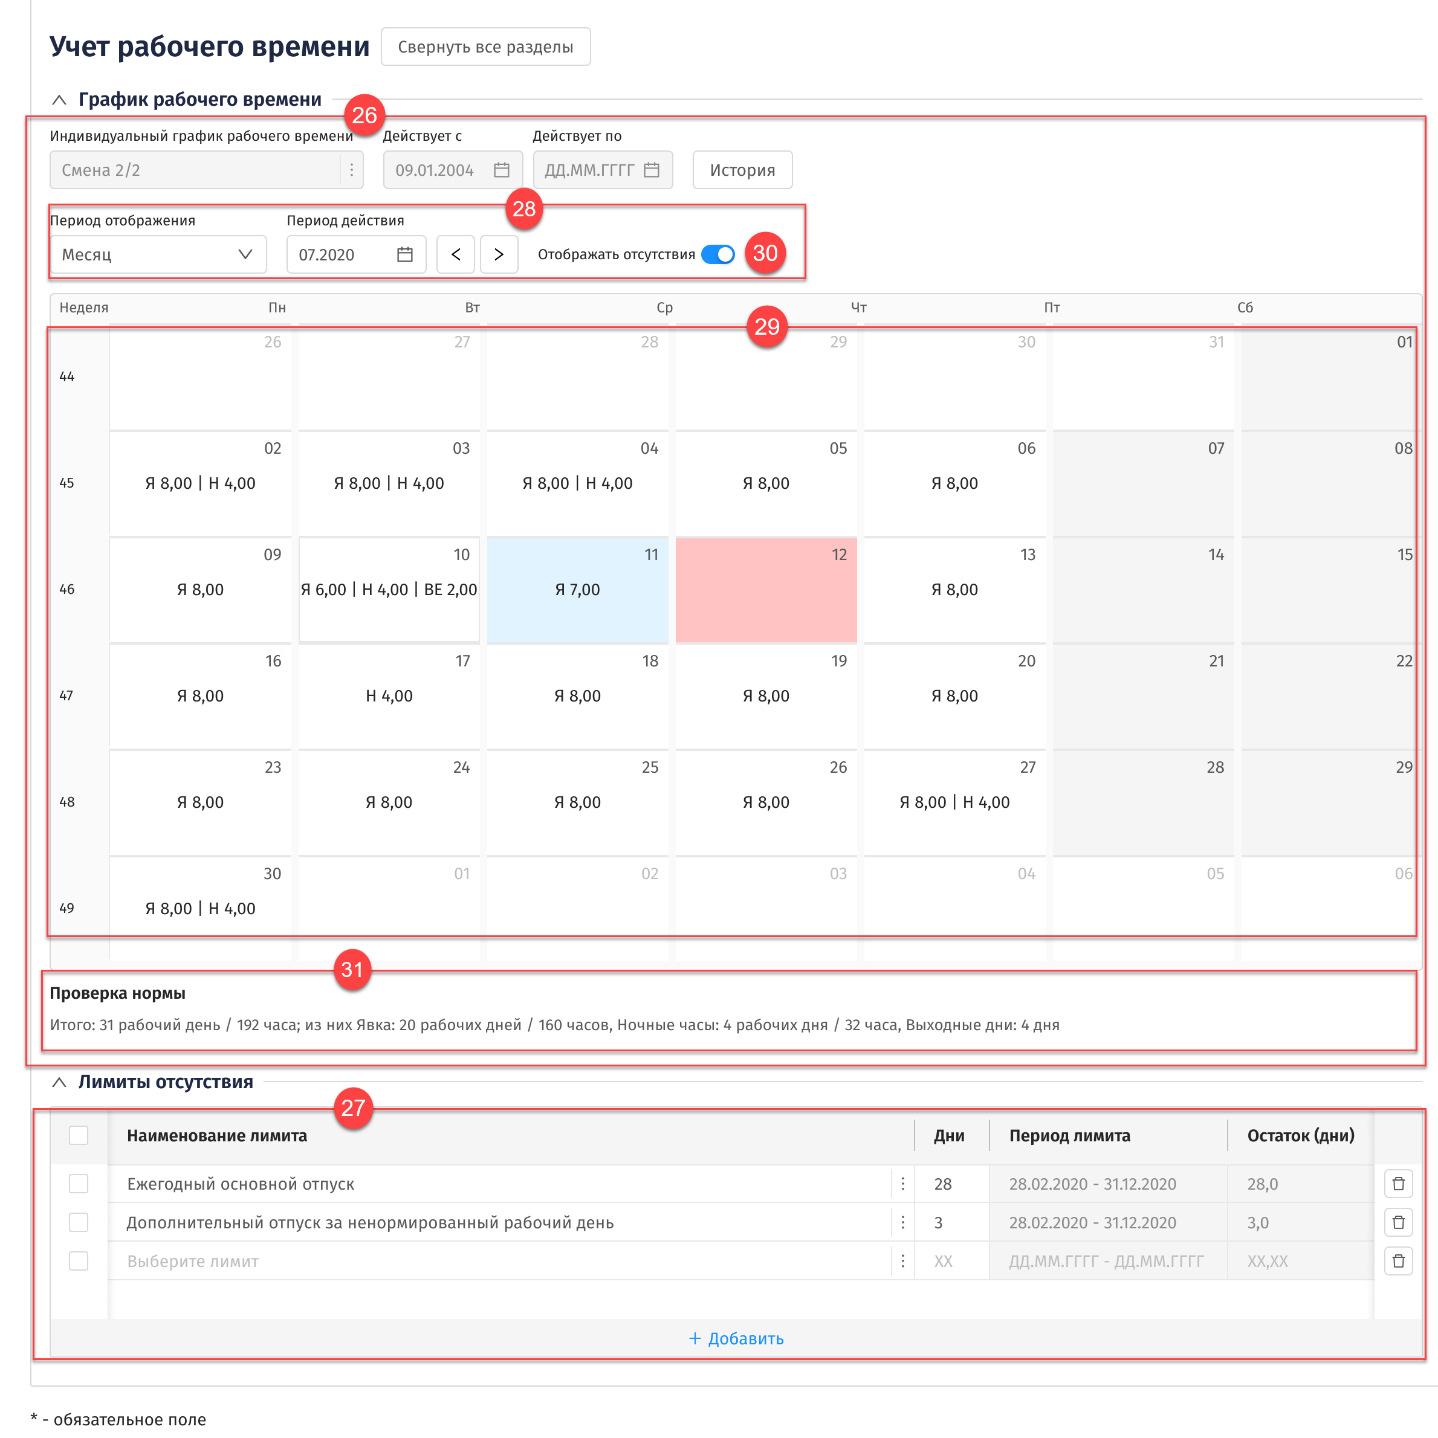 Учет рабочего времени Свернуть все разделы
График рабочего времени
26
Индивидуальный график рабочего времени Действует с Действует по
Смена 2/2 09.01.2004 ДД.ММ.ГГГГ История
28
Период отображения Период действия
Месяц 07.2020 < > Отображать отсутствия 30
Неделя Пн Вт Ср Чт Пт Сб
29
26 27 28 29 30 31 01
44
02 03 04 05 06 07 08
45 Я 8,00 | Н 4,00 Я 8,00 | Н 4,00 Я 8,00 | Н 4,00 Я 8,00 Я 8,00
09 10 11 12 13 14 15
46 Я 8,00 Я 6,00 | Н 4,00 | ВЕ 2,00 Я 7,00 Я 8,00
16 17 18 19 20 21 22
47 Я 8,00 Н 4,00 Я 8,00 Я 8,00 Я 8,00
23 24 25 26 27 28 29
48 Я 8,00 Я 8,00 Я 8,00 Я 8,00 Я 8,00 | Н 4,00
30 01 02 03 04 05 06
49 Я 8,00 | Н 4,00
31
Проверка нормы
Итого: 31 рабочий день / 192 часа; из них Явка: 20 рабочих дней / 160 часов, Ночные часы: 4 рабочих дня / 32 часа, Выходные дни: 4 дня
Лимиты отсутствия
27
Наименование лимита Дни Период лимита Остаток (дни)
Ежегодный основной отпуск 28 28.02.2020 - 31.12.2020 28,0
Дополнительный отпуск за ненормированный рабочий день 3 28.02.2020 - 31.12.2020 3,0
Выберите лимит XX ДД.ММ.ГГГГ - ДД.ММ.ГГГГ XX,XX
+ Добавить
* - обязательное поле